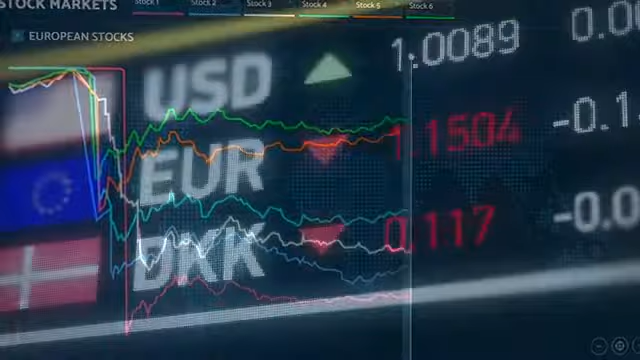 STOCK MARKETS
Stock 1 Stock 2 Stock 3 Stock 4 Stock 5 Stock 6
EUROPEAN STOCKS
USD 1.0089
EUR 1.1504
DKK 0.117